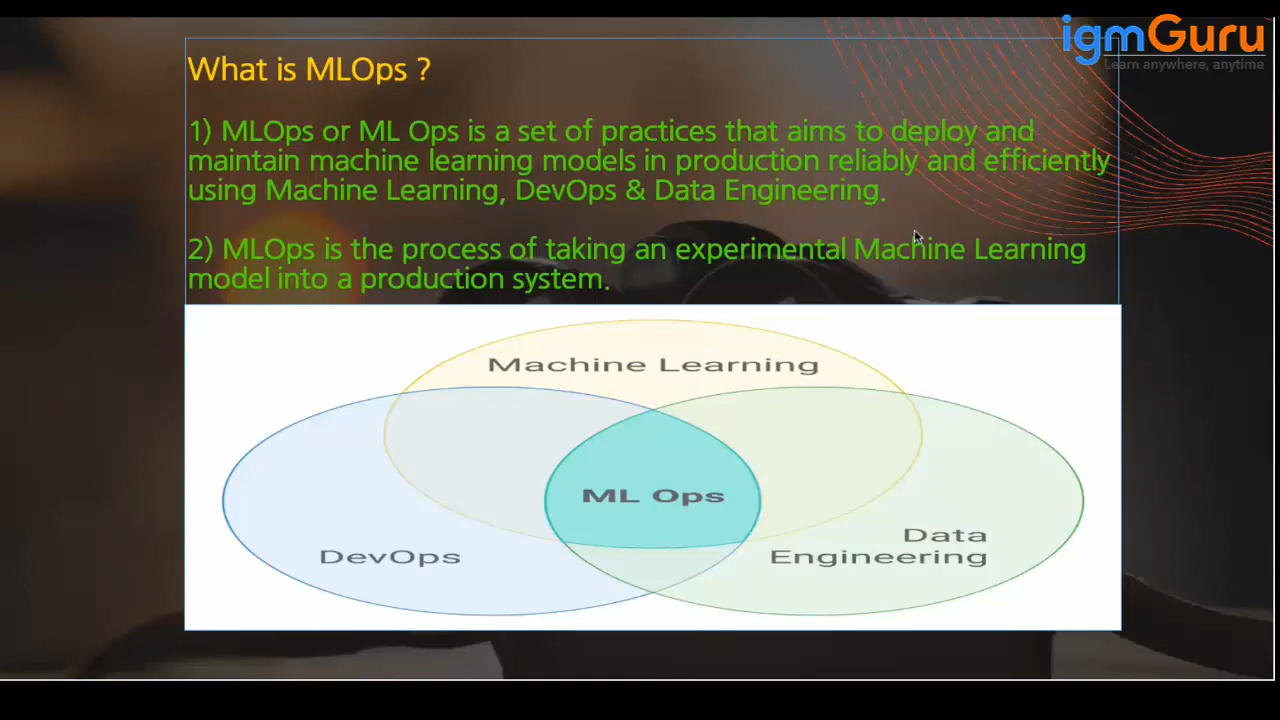 igmGuru
Learn anywhere, anytime
What is MLOps ?
1) MLOps or ML Ops is a set of practices that aims to deploy and
maintain machine learning models in production reliably and efficiently
using Machine Learning, DevOps & Data Engineering.
2) MLOps is the process of taking an experimental Machine Learning
model into a production system.
Machine Learning
ML Ops
DevOps
Data
Engineering